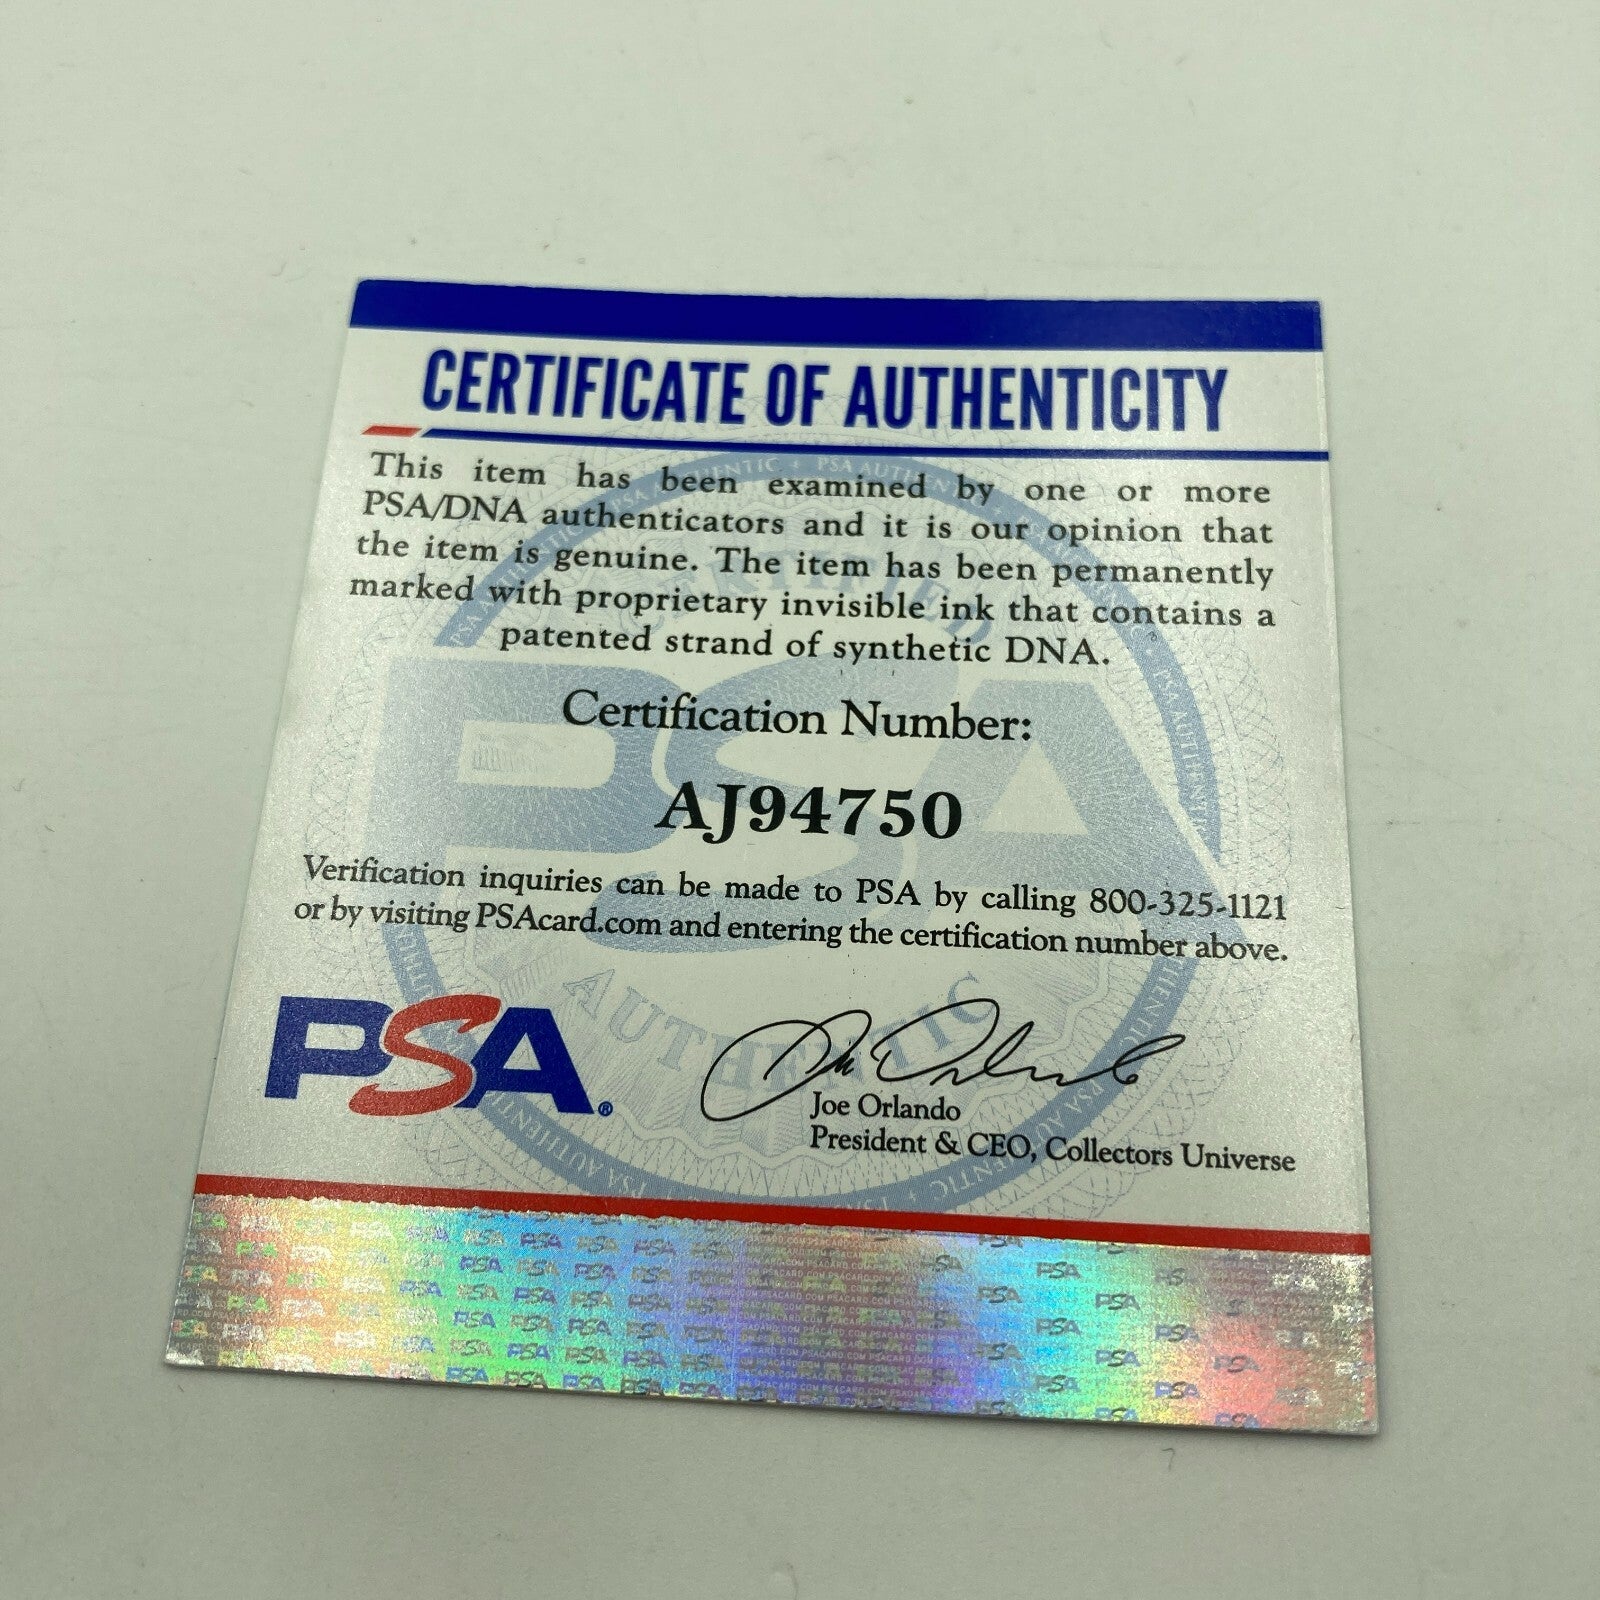 CERTIFICATE OF AUTHENTICITY
This item has been examined by one or more
PSA/DNA authenticators and it is our opinion that
the item is genuine. The item has been permanently
marked with proprietary invisible ink that contains a
patented strand of synthetic DNA.
Certification Number:
AJ94750
Verification inquiries can be made to PSA by calling 800-325-1121
or by visiting PSAcard.com and entering the certification number above.
PSA®
Joe Orlando
President & CEO, Collectors Universe
CERTIFIED
PSA
AUTHENTIC